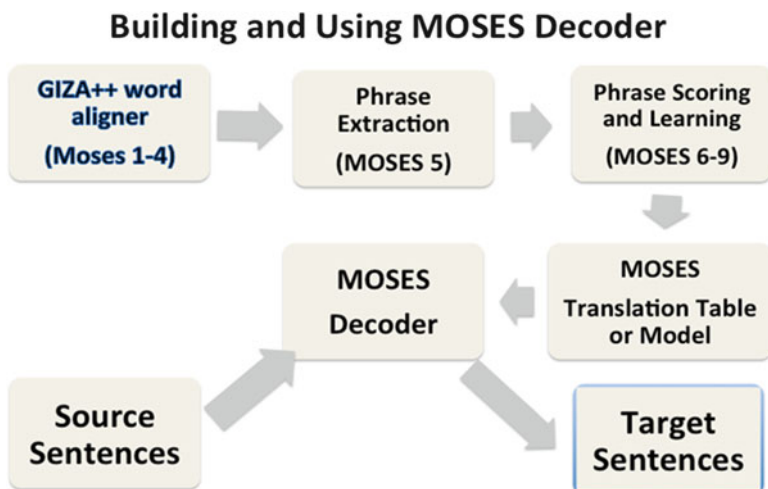 Building and Using MOSES Decoder
GIZA++ word
aligner
(Moses 1-4)
Phrase
Extraction
(MOSES 5)
Phrase Scoring
and Learning
(MOSES 6-9)
MOSES
Decoder
MOSES
Translation Table
or Model
Source
Sentences
Target
Sentences